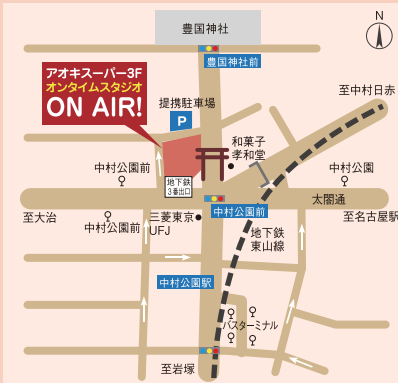 豊国神社
N
豊国神社前
アオキスーパー3F
オンタイムスタジオ
ON AIR!
提携駐車場
P
至中村日赤
和菓子
孝和堂
中村公園前
地下鉄
3番出口
中村公園
太閤通
中村公園前
至大治
中村公園前
三菱東京
UFJ
至名古屋駅
地下鉄
東山線
中村公園駅
バスターミナル
至岩塚